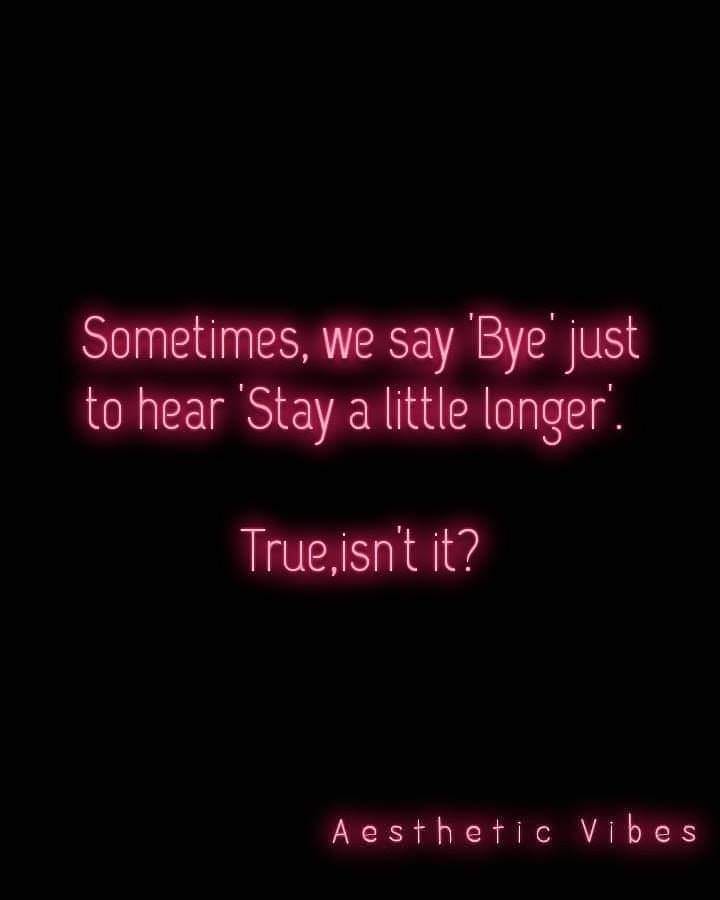 Sometimes, we say 'Bye' just
to hear 'Stay a little longer'.
True,isn't it?
Aesthetic Vibes